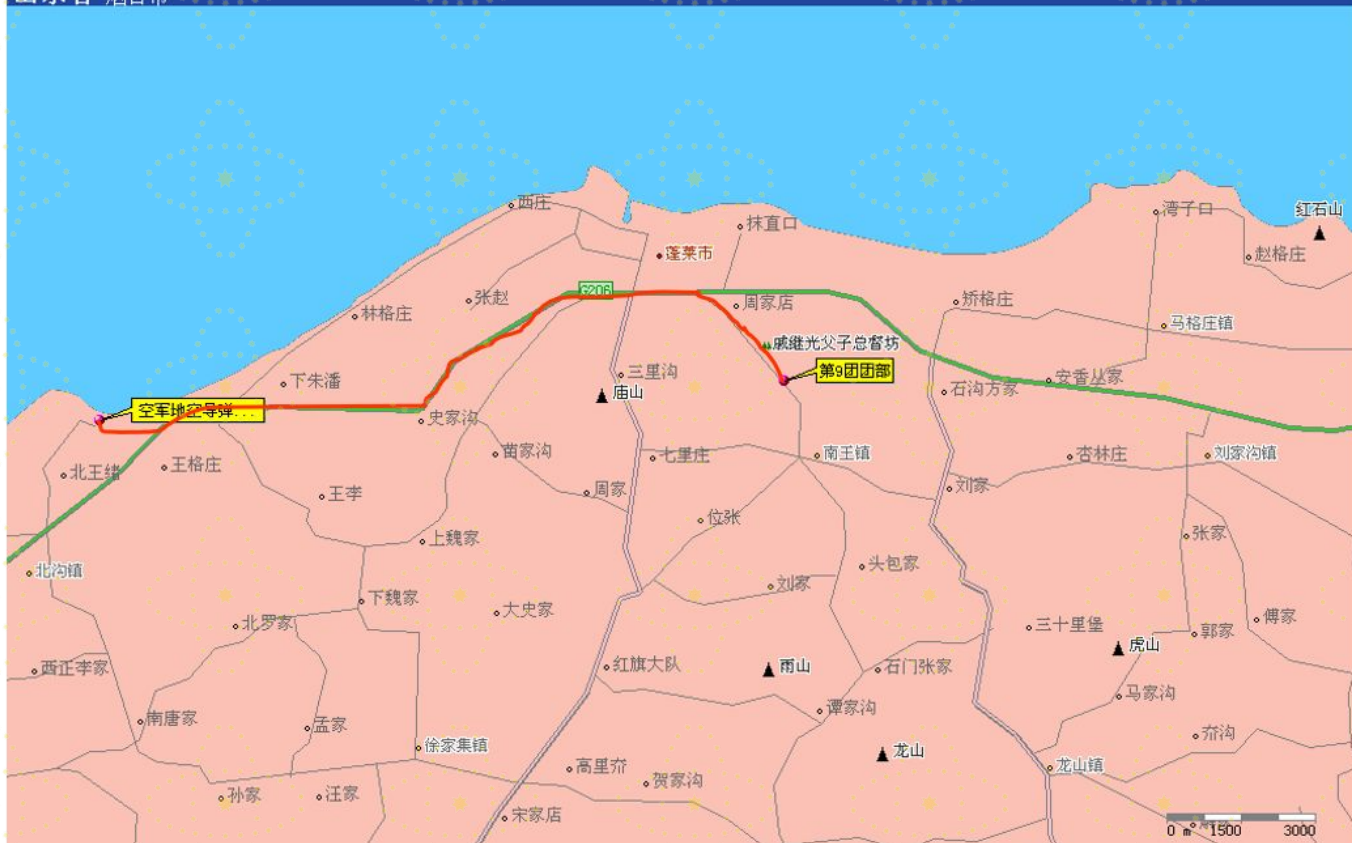 山东省 烟台市
西庄
湾子口
红石山
抹直口
蓬莱市
赵格庄
G206
张赵
周家店
矫格庄
林格庄
马格庄镇
戚继光父子总督坊
第9团团部
三里沟
安香丛家
下朱潘
庙山
石沟方家
空军地空导弹...
史家沟
苗家沟
七里庄
南王镇
杏林庄
刘家沟镇
北王绪
王格庄
王李
周家
刘家
位张
上魏家
张家
北沟镇
头包家
刘家
下魏家
大史家
北罗家
三十里堡
傅家
郭家
虎山
西正李家
红旗大队
雨山
石门张家
马家沟
南唐家
孟家
谭家沟
夼沟
徐家集镇
龙山
高里夼
贺家沟
龙山镇
孙家
汪家
宋家店
0 m 1500 3000